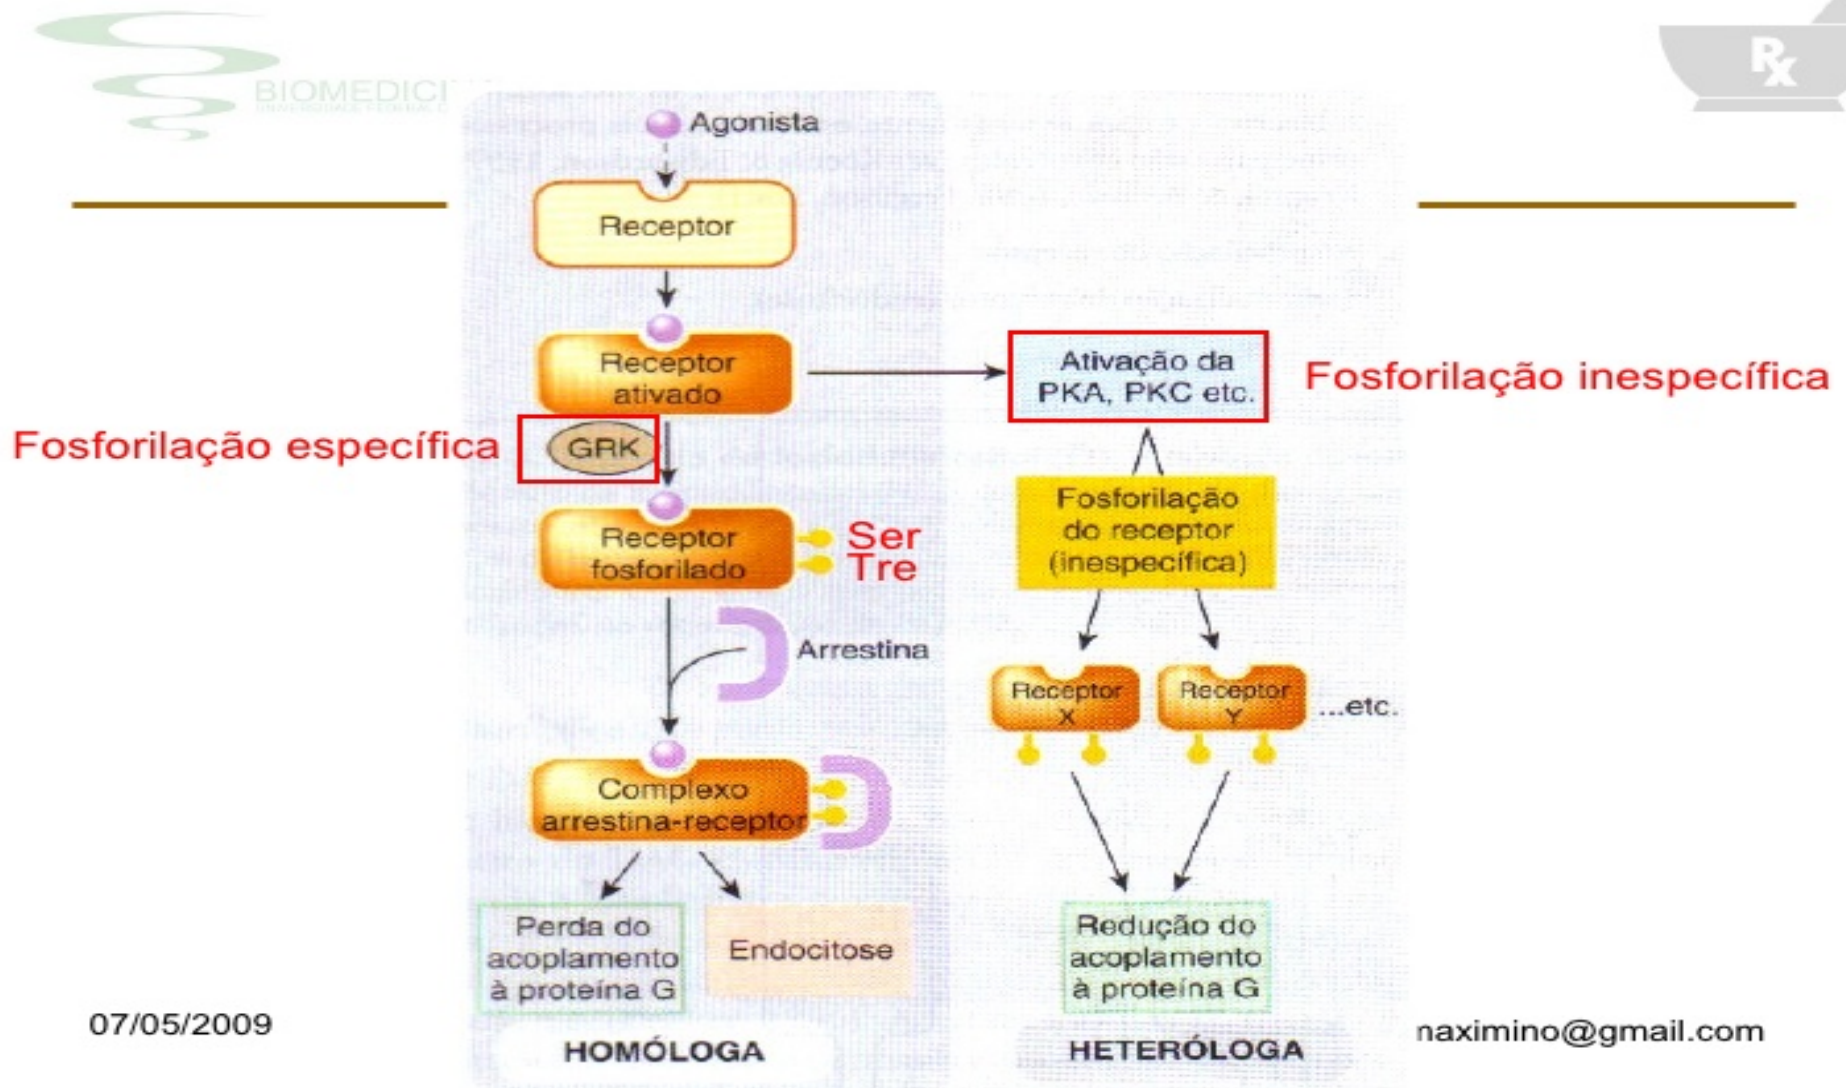 BIOMEDICI
Agonista
Receptor
Receptor
ativado
Ativação da
PKA, PKC etc.
Fosforilação inespecífica
Fosforilação específica
GRK
Receptor
fosforilado
Ser
Tre
Fosforilação
do receptor
(inespecífica)
Arrestina
Receptor
X
Receptor
Y
...etc.
Complexo
arrestina-receptor
Perda do
acoplamento
à proteína G
Endocitose
Redução do
acoplamento
à proteína G
07/05/2009
HOMÓLOGA
HETERÓLOGA
maximino@gmail.com
Rx